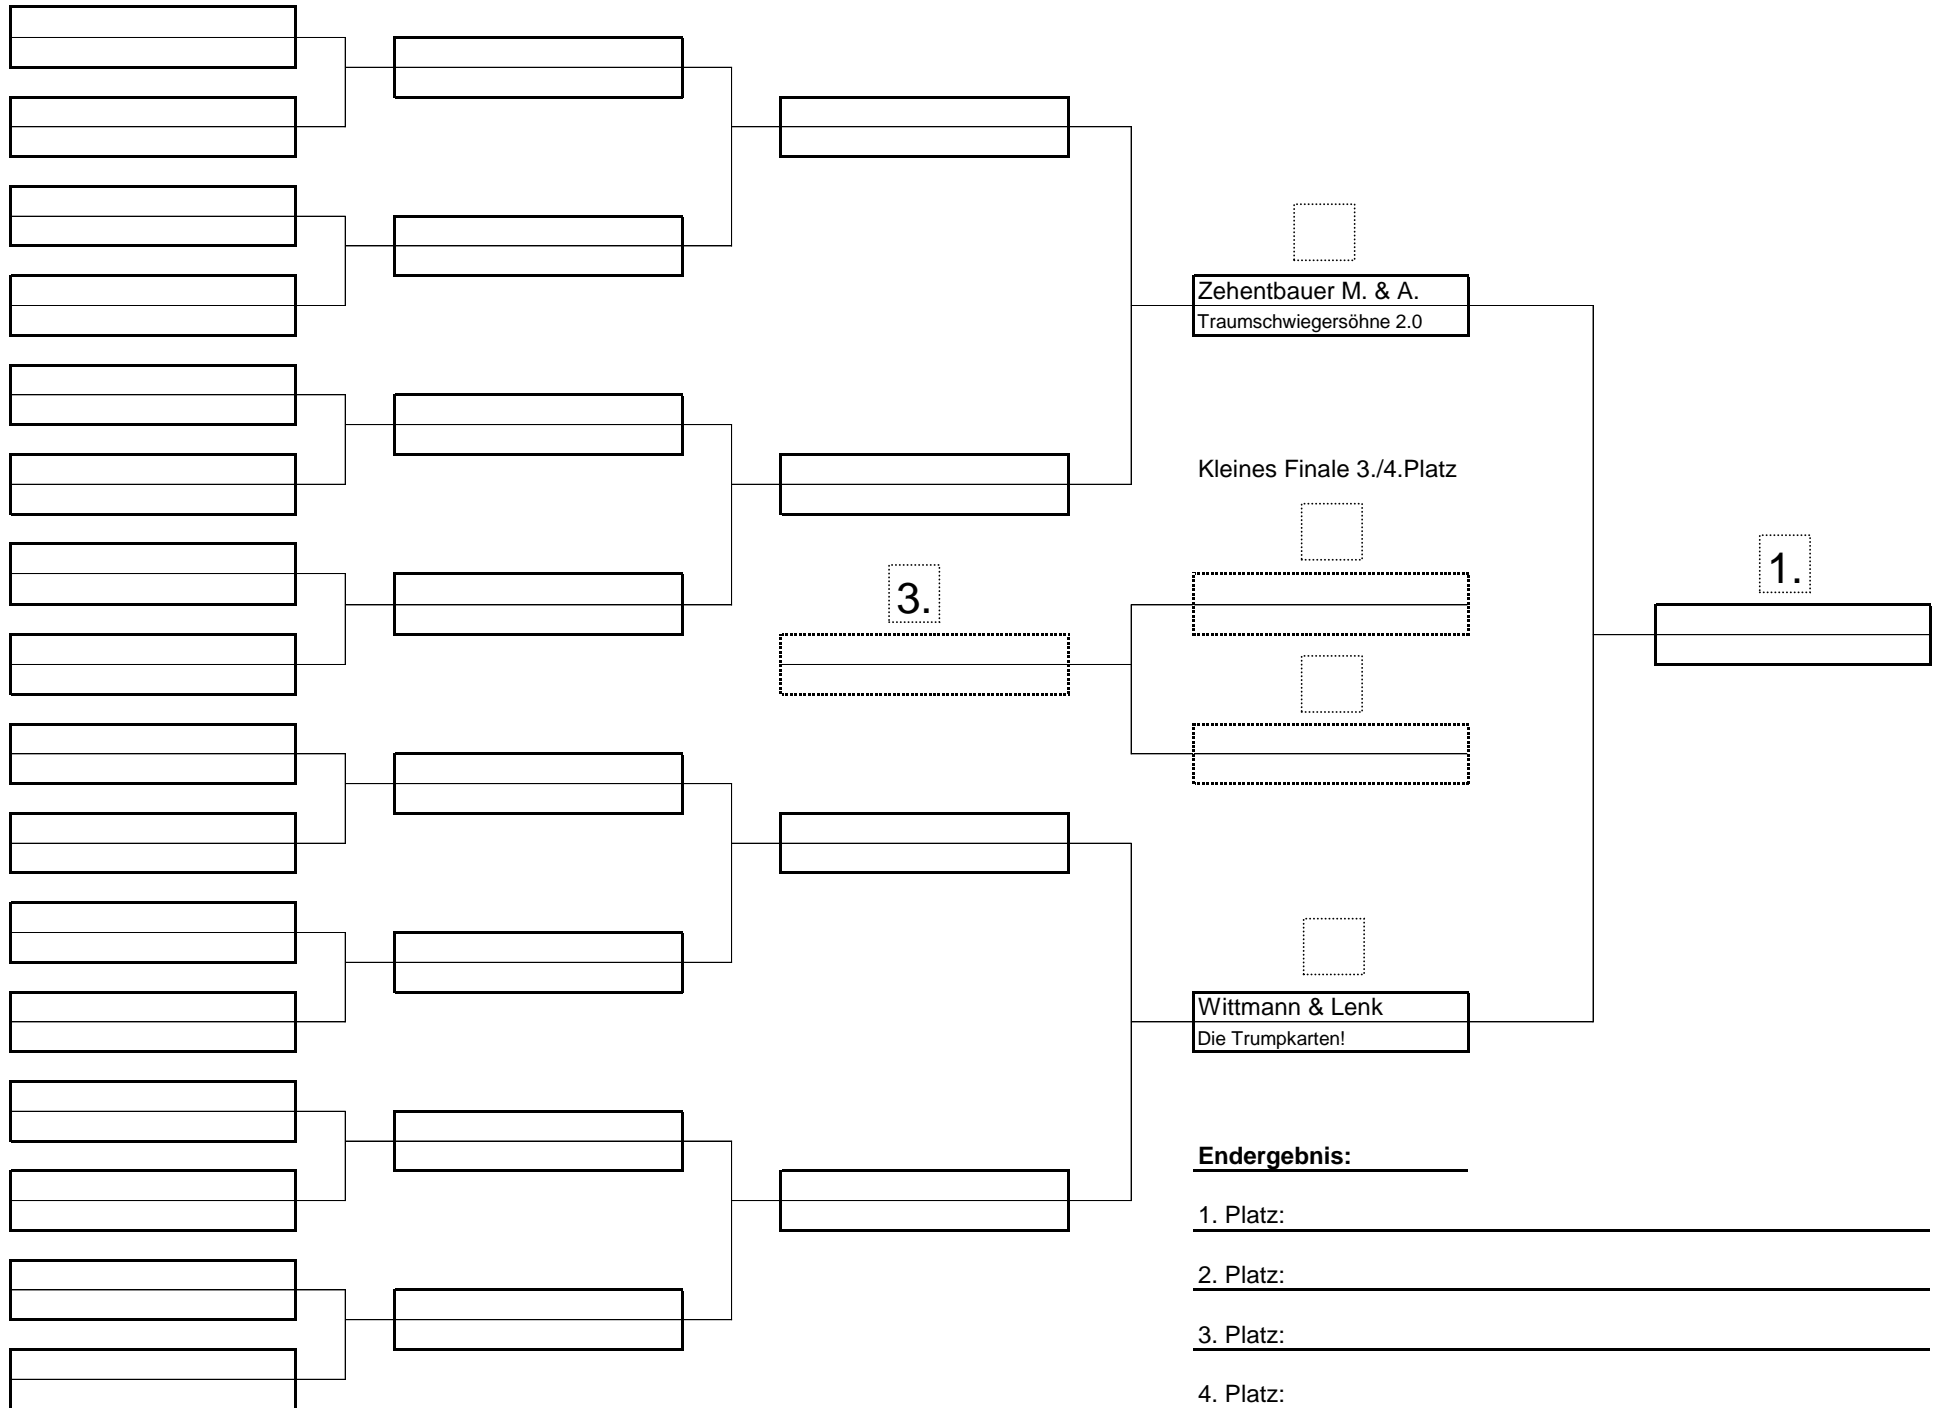 Zehentbauer M. & A.
Traumschwiegersöhne 2.0
Kleines Finale 3./4.Platz
3.
1.
Wittmann & Lenk
Die Trumpkarten!
Endergebnis:
1. Platz:
2. Platz:
3. Platz:
4. Platz: